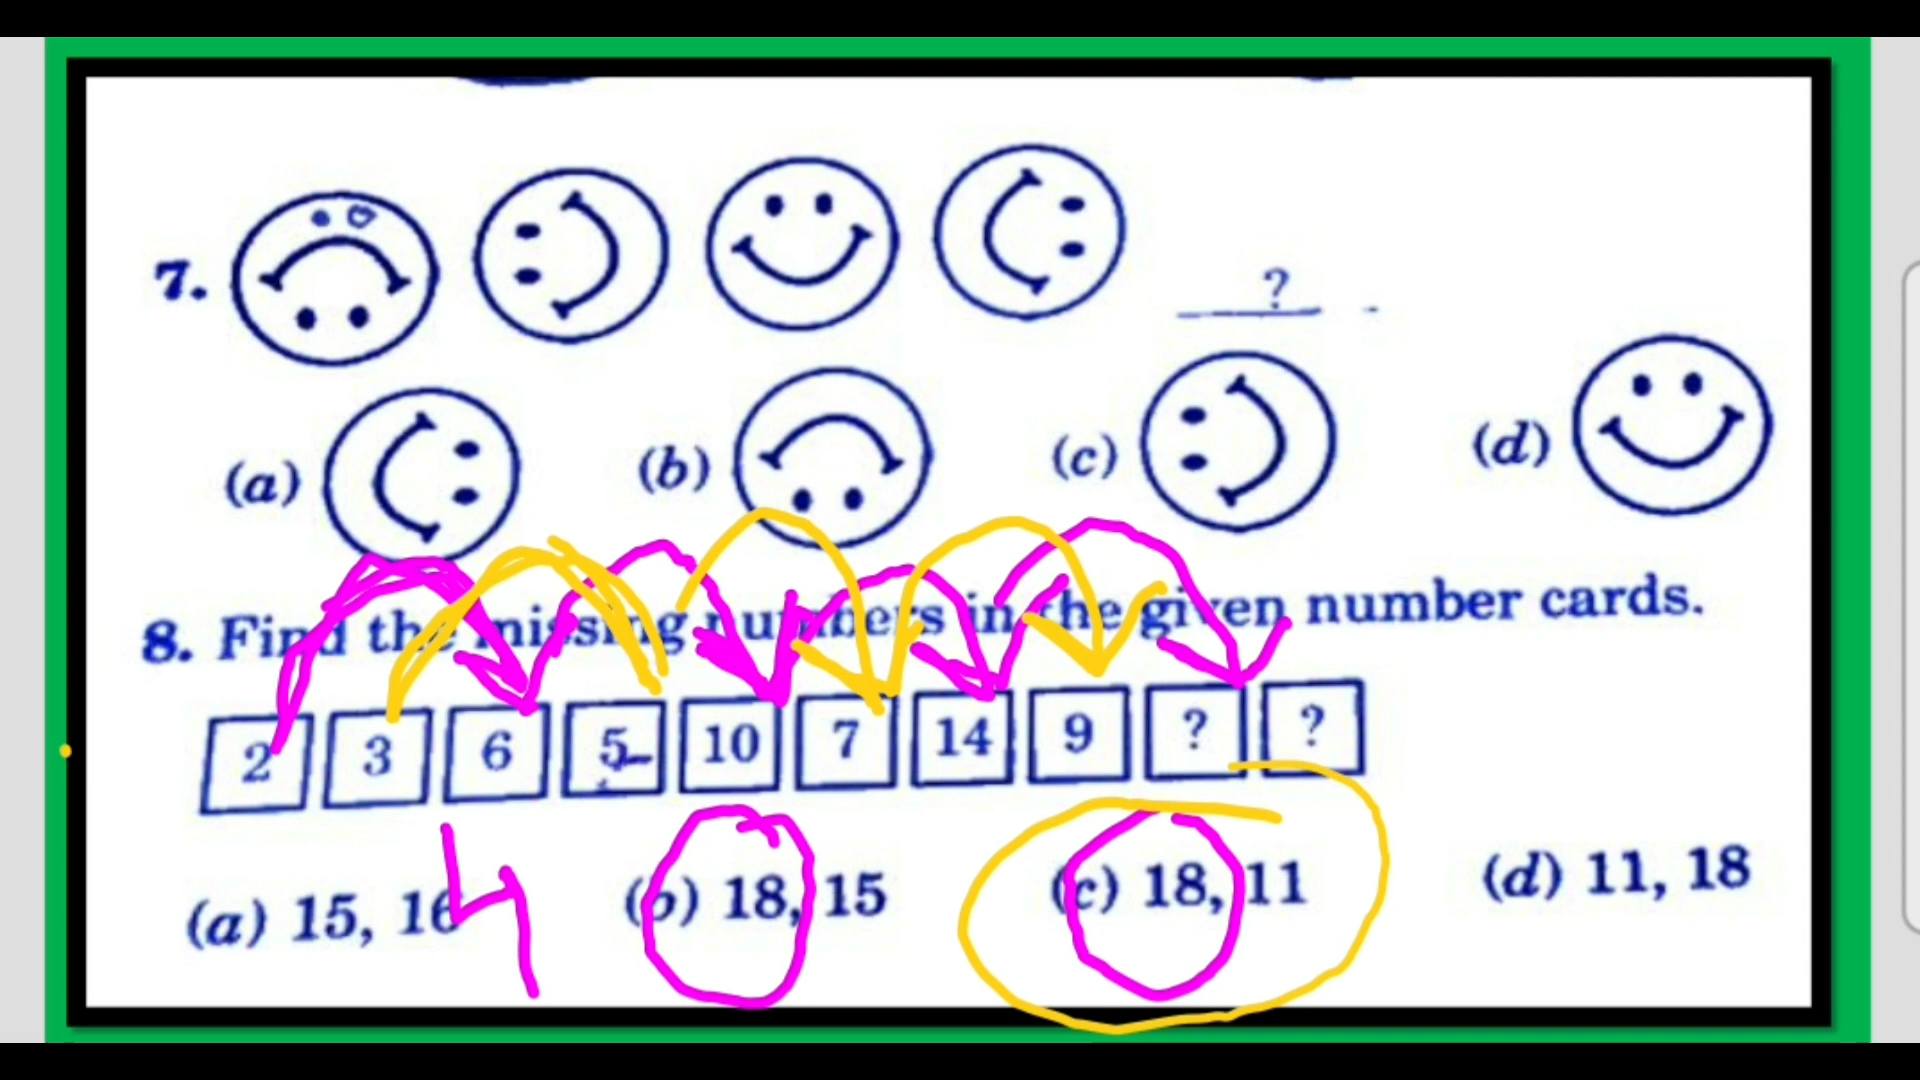 7.
?
(a) (b) (c) (d)
8. Find the missing numbers in the given number cards.
2 3 6 5 10 7 14 9 ? ?
(a) 15, 16 (b) 18, 15 (c) 18, 11 (d) 11, 18
4